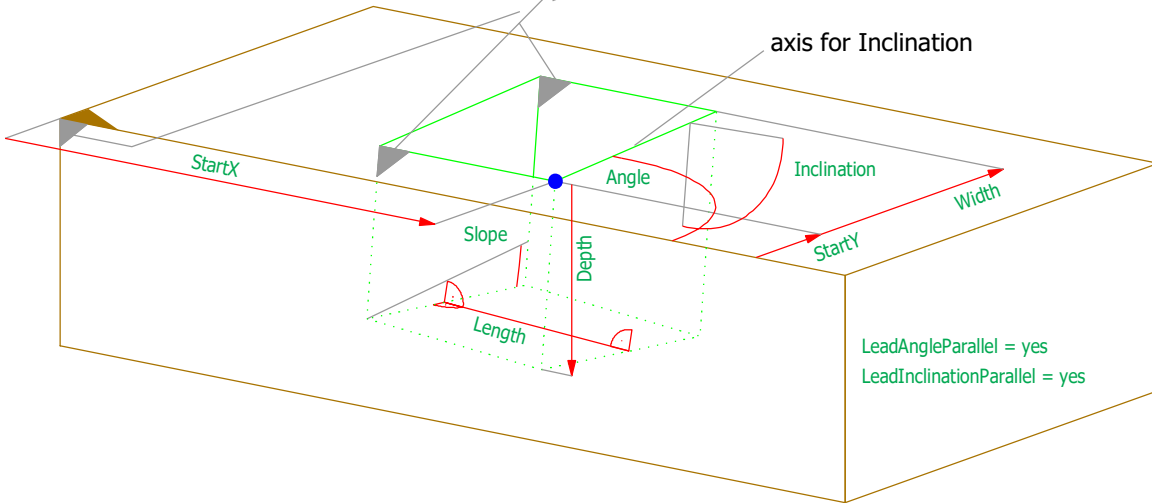 axis for Inclination
StartX
Angle
Inclination
Width
Slope
StartY
Depth
Length
LeadAngleParallel = yes
LeadInclinationParallel = yes